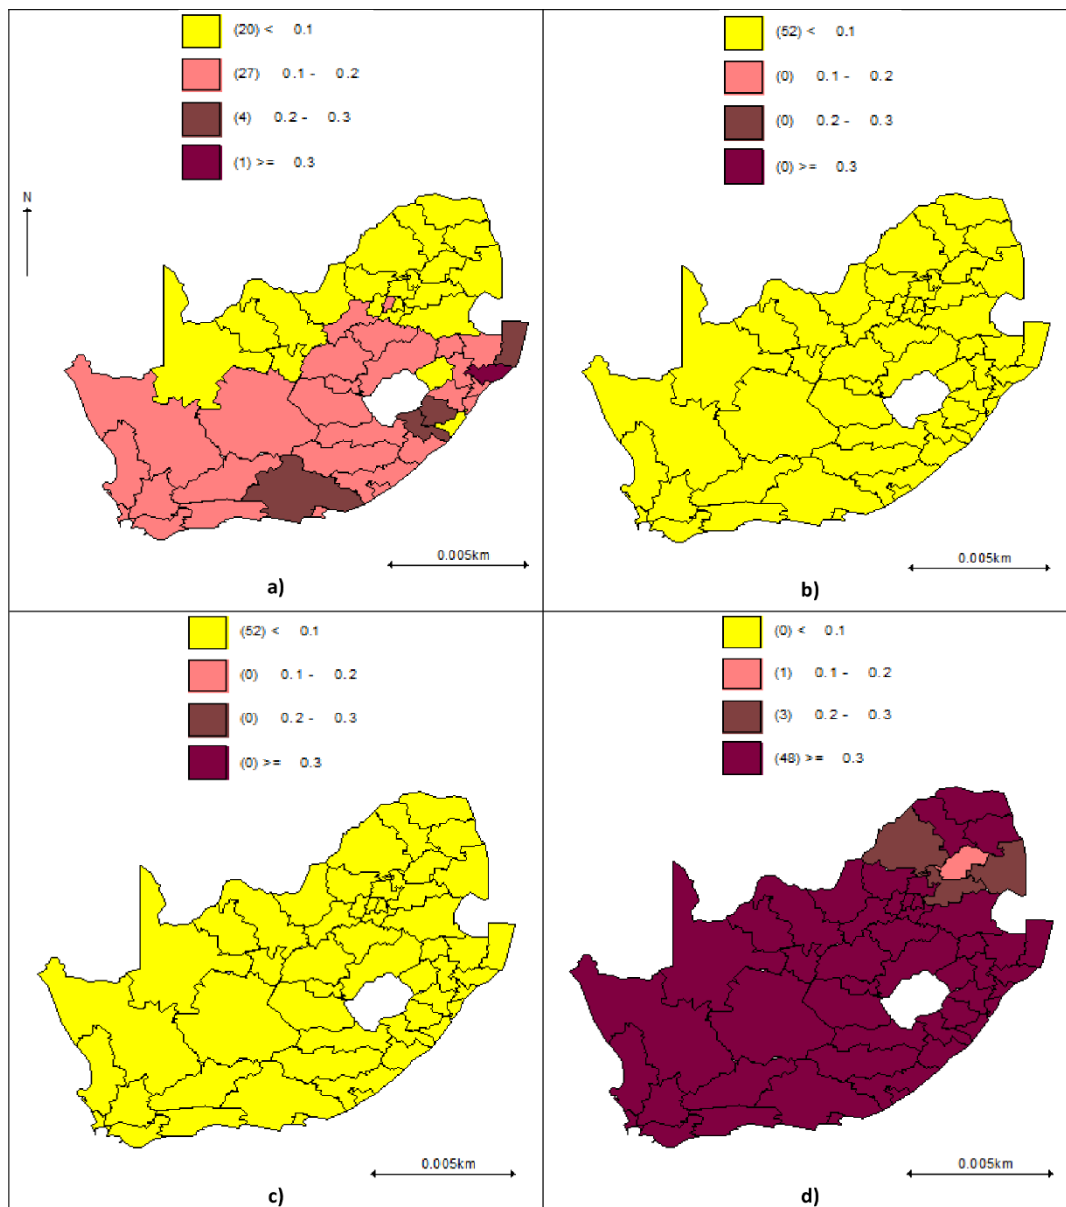 (20) < 0.1
(27) 0.1 - 0.2
(4) 0.2 - 0.3
(1) >= 0.3
N
0.005km
a)
(52) < 0.1
(0) 0.1 - 0.2
(0) 0.2 - 0.3
(0) >= 0.3
0.005km
b)
(52) < 0.1
(0) 0.1 - 0.2
(0) 0.2 - 0.3
(0) >= 0.3
0.005km
c)
(0) < 0.1
(1) 0.1 - 0.2
(3) 0.2 - 0.3
(48) >= 0.3
0.005km
d)